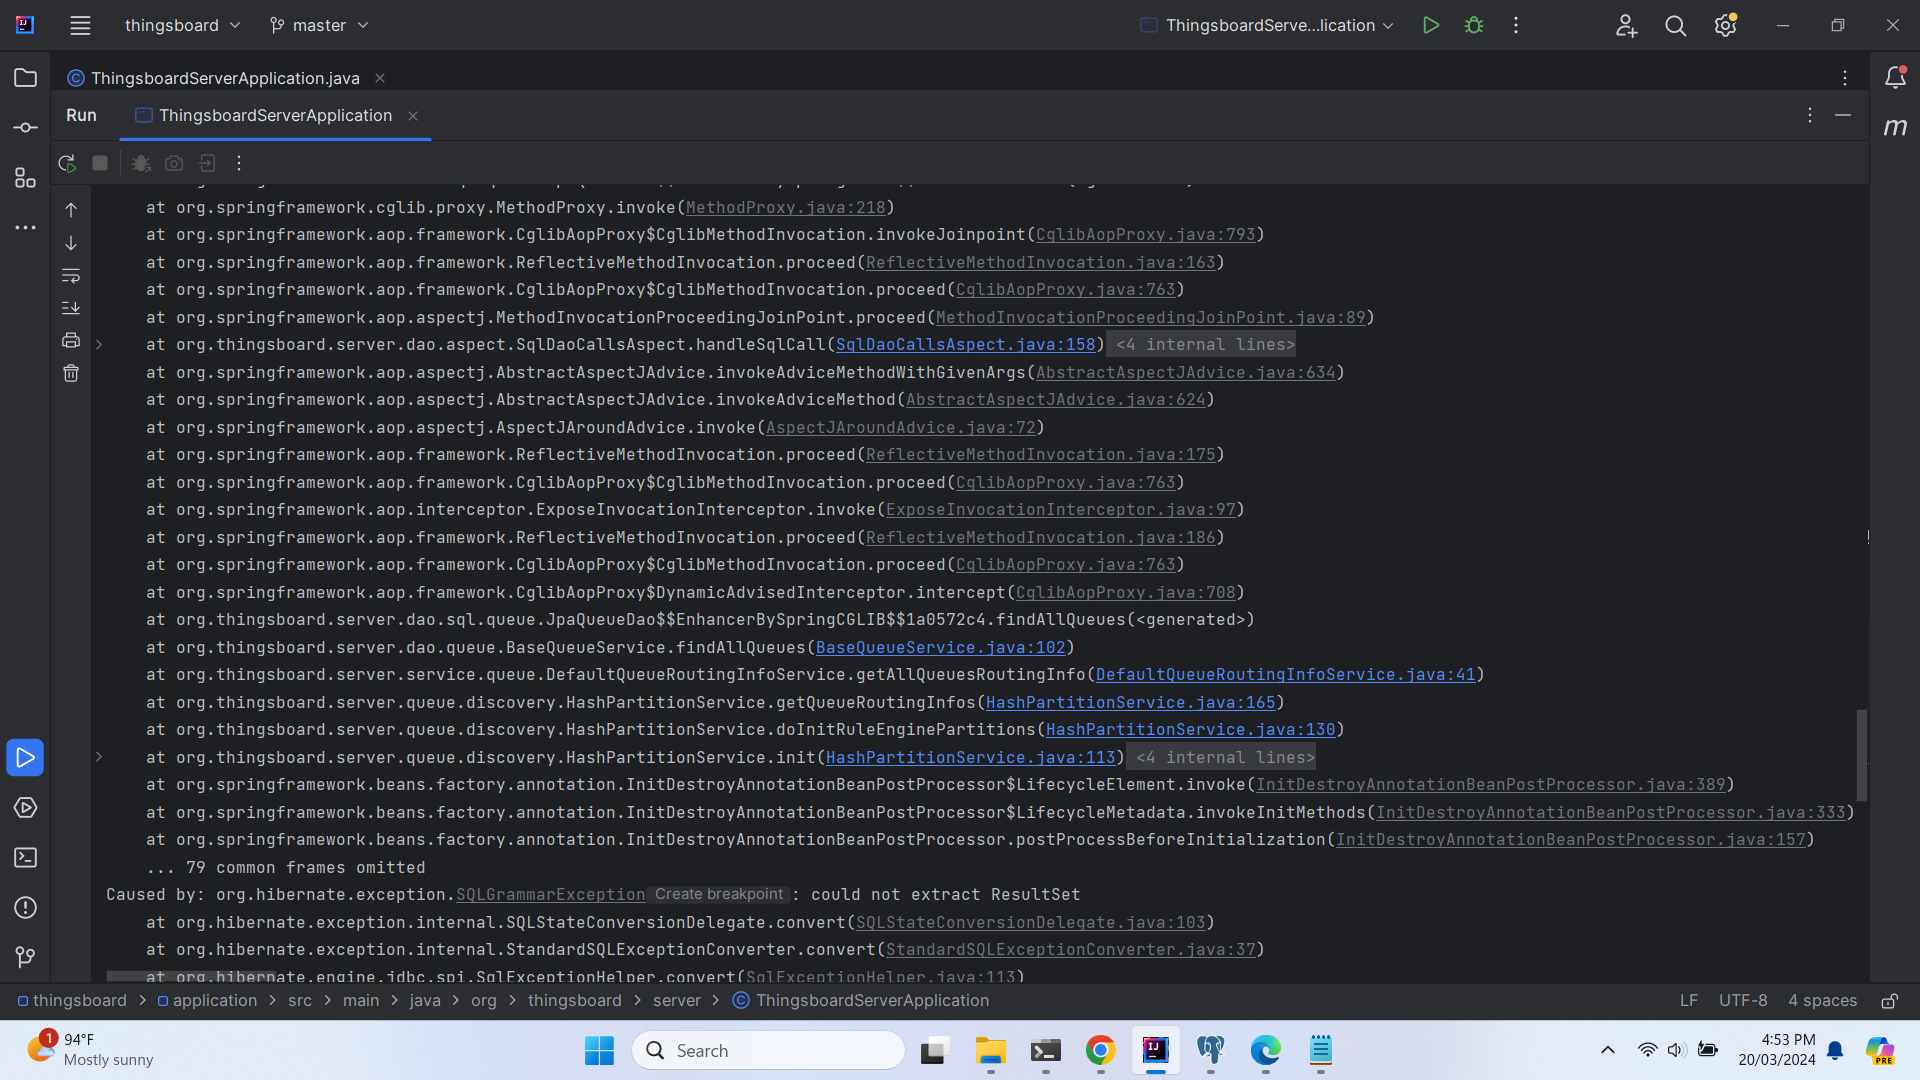 thingsboard
master
ThingsboardServe...lication
ThingsboardServerApplication.java
Run
ThingsboardServerApplication
at org.springframework.cglib.proxy.MethodProxy.invoke(MethodProxy.java:218)
at org.springframework.aop.framework.CglibAopProxy$CglibMethodInvocation.invokeJoinpoint(CglibAopProxy.java:793)
at org.springframework.aop.framework.ReflectiveMethodInvocation.proceed(ReflectiveMethodInvocation.java:163)
at org.springframework.aop.framework.CglibAopProxy$CglibMethodInvocation.proceed(CglibAopProxy.java:763)
at org.springframework.aop.aspectj.MethodInvocationProceedingJoinPoint.proceed(MethodInvocationProceedingJoinPoint.java:89)
at org.thingsboard.server.dao.aspect.SqlDaoCallsAspect.handleSqlCall(SqlDaoCallsAspect.java:158) <4 internal lines>
at org.springframework.aop.aspectj.AbstractAspectJAdvice.invokeAdviceMethodWithGivenArgs(AbstractAspectJAdvice.java:634)
at org.springframework.aop.aspectj.AbstractAspectJAdvice.invokeAdviceMethod(AbstractAspectJAdvice.java:624)
at org.springframework.aop.aspectj.AspectJAroundAdvice.invoke(AspectJAroundAdvice.java:72)
at org.springframework.aop.framework.ReflectiveMethodInvocation.proceed(ReflectiveMethodInvocation.java:175)
at org.springframework.aop.framework.CglibAopProxy$CglibMethodInvocation.proceed(CglibAopProxy.java:763)
at org.springframework.aop.interceptor.ExposeInvocationInterceptor.invoke(ExposeInvocationInterceptor.java:97)
at org.springframework.aop.framework.ReflectiveMethodInvocation.proceed(ReflectiveMethodInvocation.java:186)
at org.springframework.aop.framework.CglibAopProxy$CglibMethodInvocation.proceed(CglibAopProxy.java:763)
at org.springframework.aop.framework.CglibAopProxy$DynamicAdvisedInterceptor.intercept(CglibAopProxy.java:708)
at org.thingsboard.server.dao.sql.queue.JpaQueueDao$$EnhancerBySpringCGLIB$$1a0572c4.findAllQueues(<generated>)
at org.thingsboard.server.dao.queue.BaseQueueService.findAllQueues(BaseQueueService.java:102)
at org.thingsboard.server.service.queue.DefaultQueueRoutingInfoService.getAllQueuesRoutingInfo(DefaultQueueRoutingInfoService.java:41)
at org.thingsboard.server.queue.discovery.HashPartitionService.getQueueRoutingInfos(HashPartitionService.java:165)
at org.thingsboard.server.queue.discovery.HashPartitionService.doInitRuleEnginePartitions(HashPartitionService.java:130)
at org.thingsboard.server.queue.discovery.HashPartitionService.init(HashPartitionService.java:113) <4 internal lines>
at org.springframework.beans.factory.annotation.InitDestroyAnnotationBeanPostProcessor$LifecycleElement.invoke(InitDestroyAnnotationBeanPostProcessor.java:389)
at org.springframework.beans.factory.annotation.InitDestroyAnnotationBeanPostProcessor$LifecycleMetadata.invokeInitMethods(InitDestroyAnnotationBeanPostProcessor.java:333)
at org.springframework.beans.factory.annotation.InitDestroyAnnotationBeanPostProcessor.postProcessBeforeInitialization(InitDestroyAnnotationBeanPostProcessor.java:157)
... 79 common frames omitted
Caused by: org.hibernate.exception.SQLGrammarException Create breakpoint : could not extract ResultSet
at org.hibernate.exception.internal.SQLStateConversionDelegate.convert(SQLStateConversionDelegate.java:103)
at org.hibernate.exception.internal.StandardSQLExceptionConverter.convert(StandardSQLExceptionConverter.java:37)
at org.hibernate.engine.jdbc.spi.SqlExceptionHelper.convert(SqlExceptionHelper.java:113)
thingsboard > application > src > main > java > org > thingsboard > server > ThingsboardServerApplication
LF UTF-8 4 spaces
1
94°F
Mostly sunny
Search
4:53 PM
20/03/2024
PRE